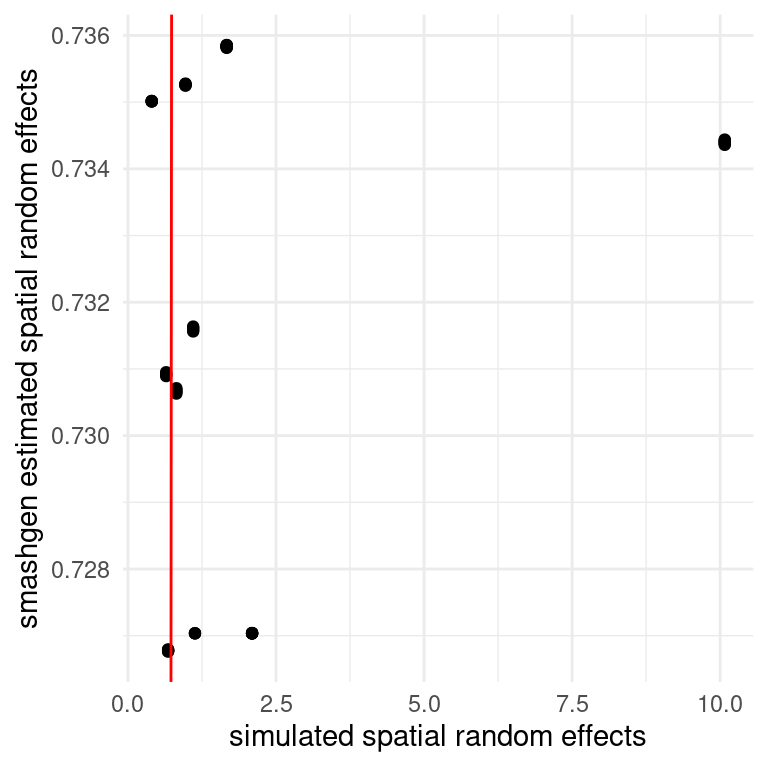 smashgen estimated spatial random effects
0.736
0.734
0.732
0.730
0.728
0.0 2.5 5.0 7.5 10.0
simulated spatial random effects